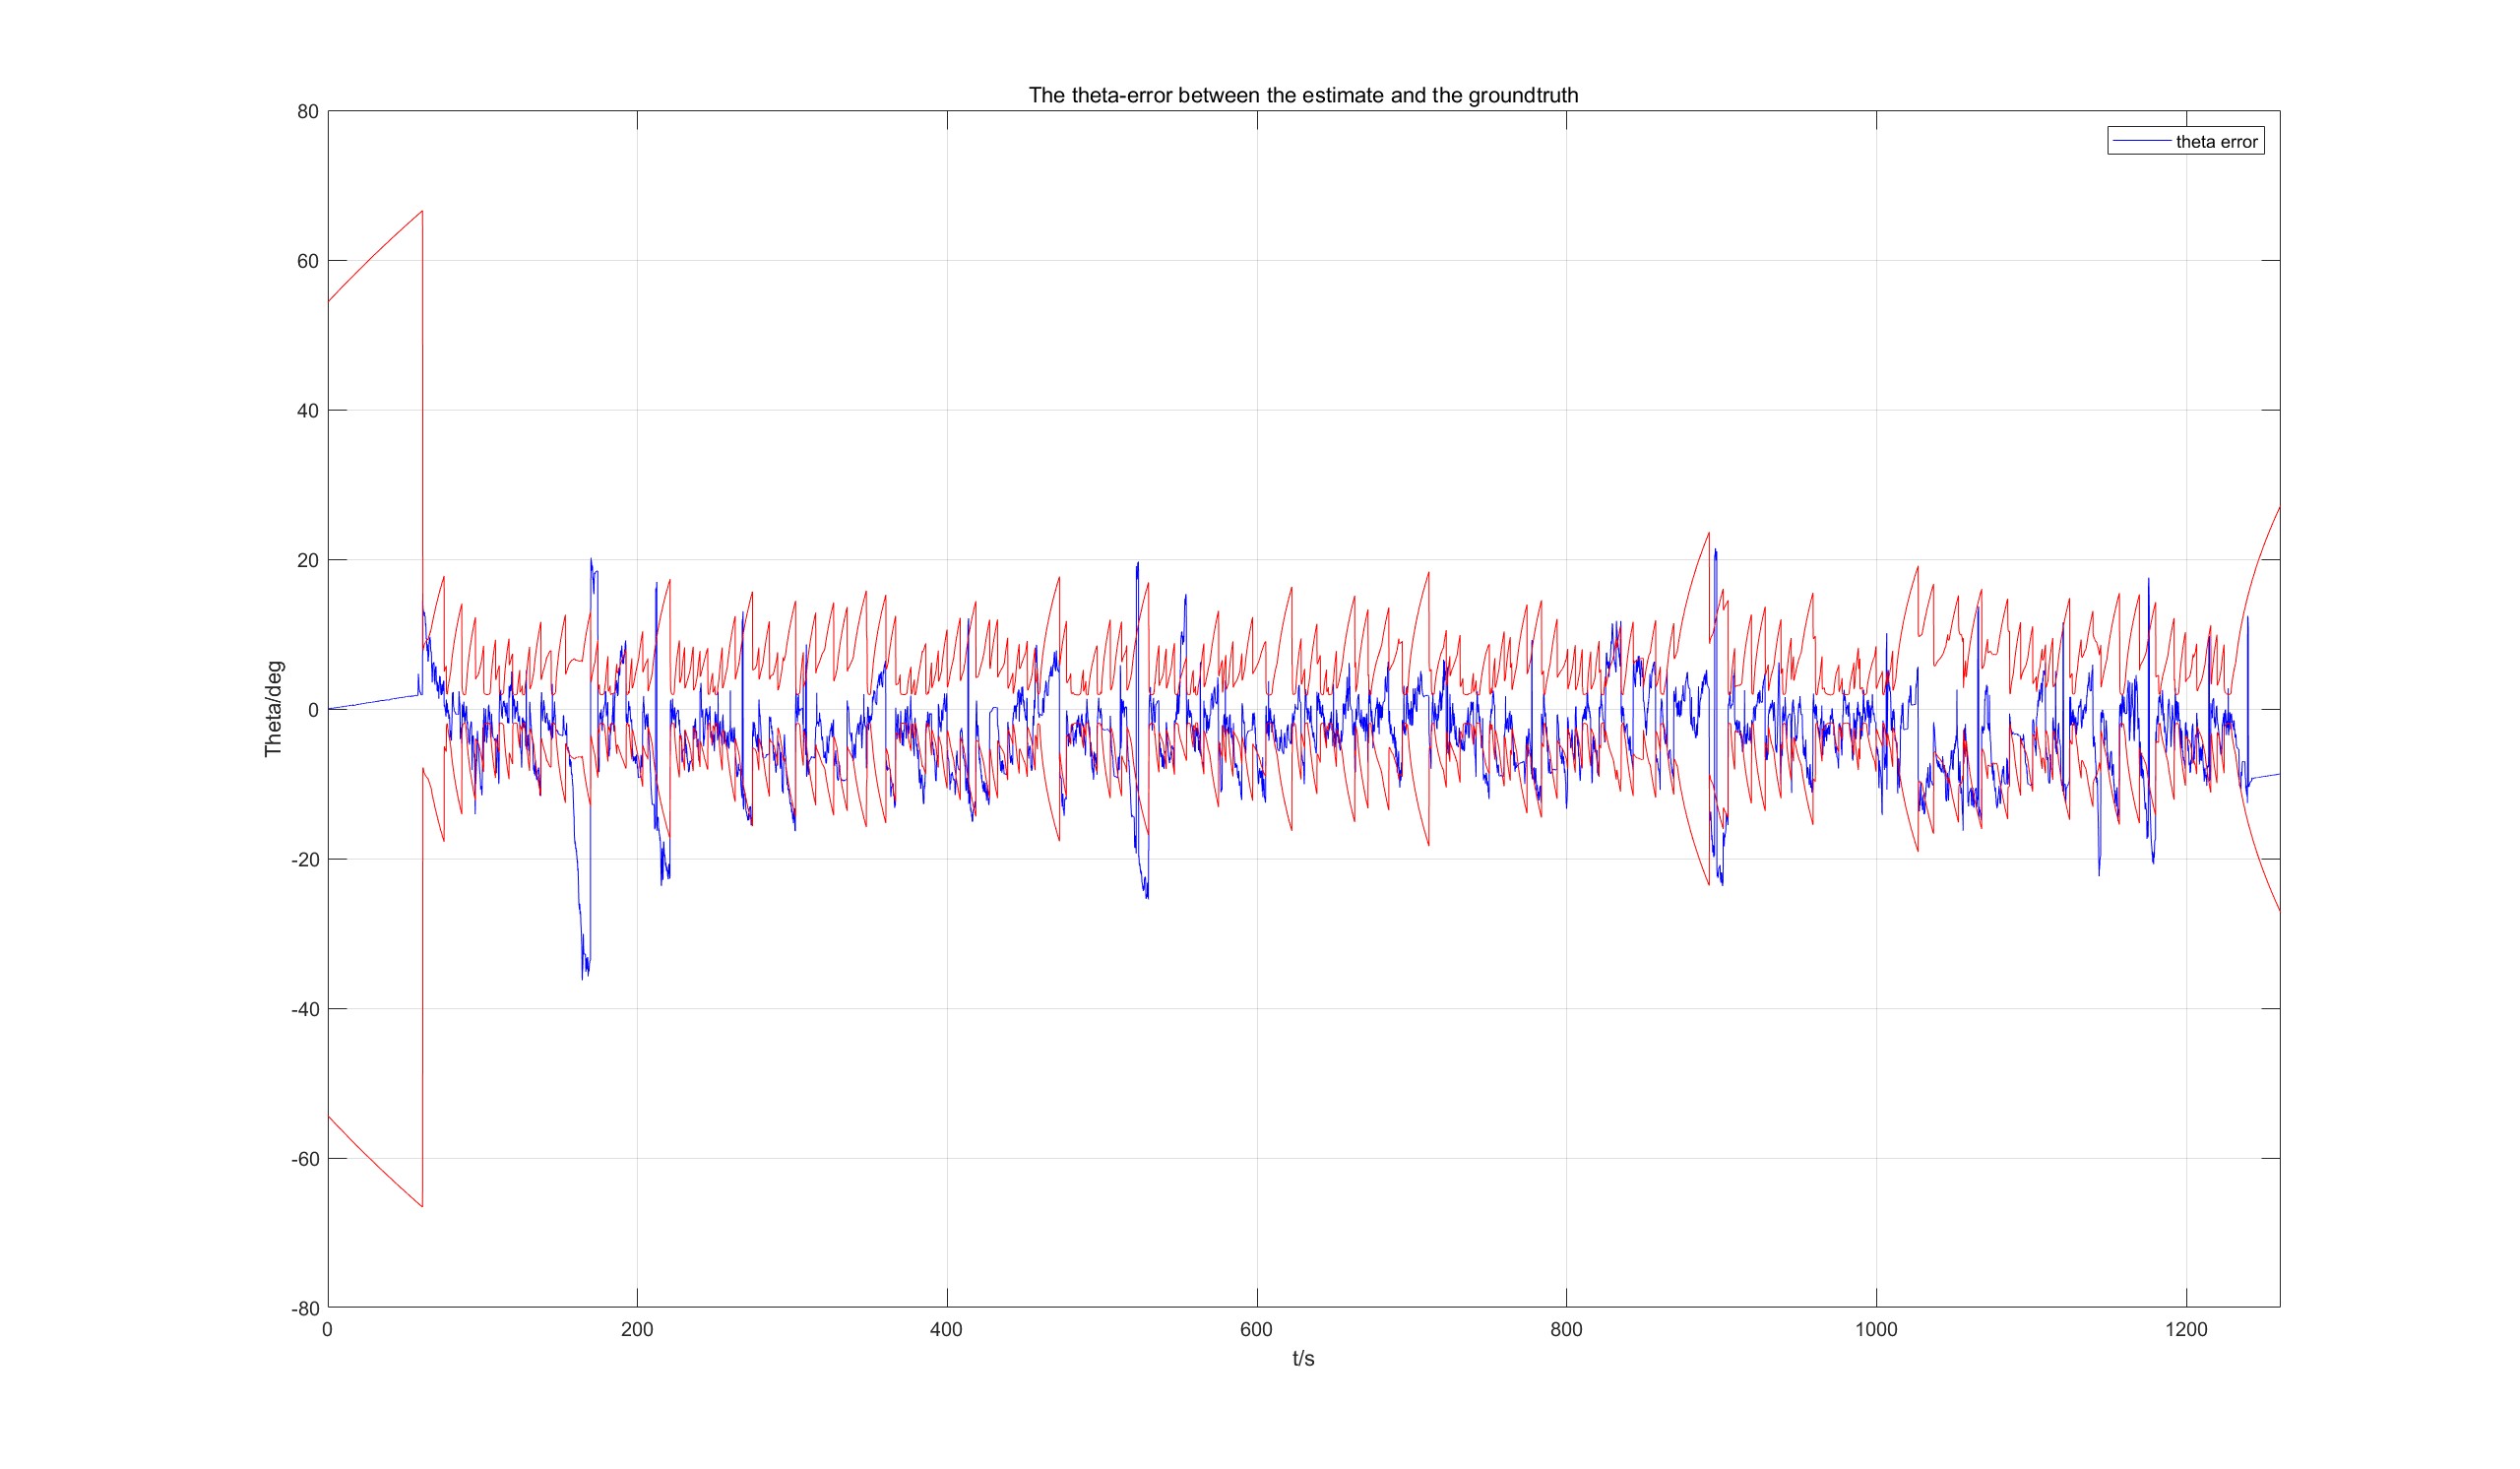 The theta-error between the estimate and the groundtruth
theta error
80
60
40
20
0
-20
-40
-60
-80
Theta/deg
0 200 400 600 800 1000 1200
t/s